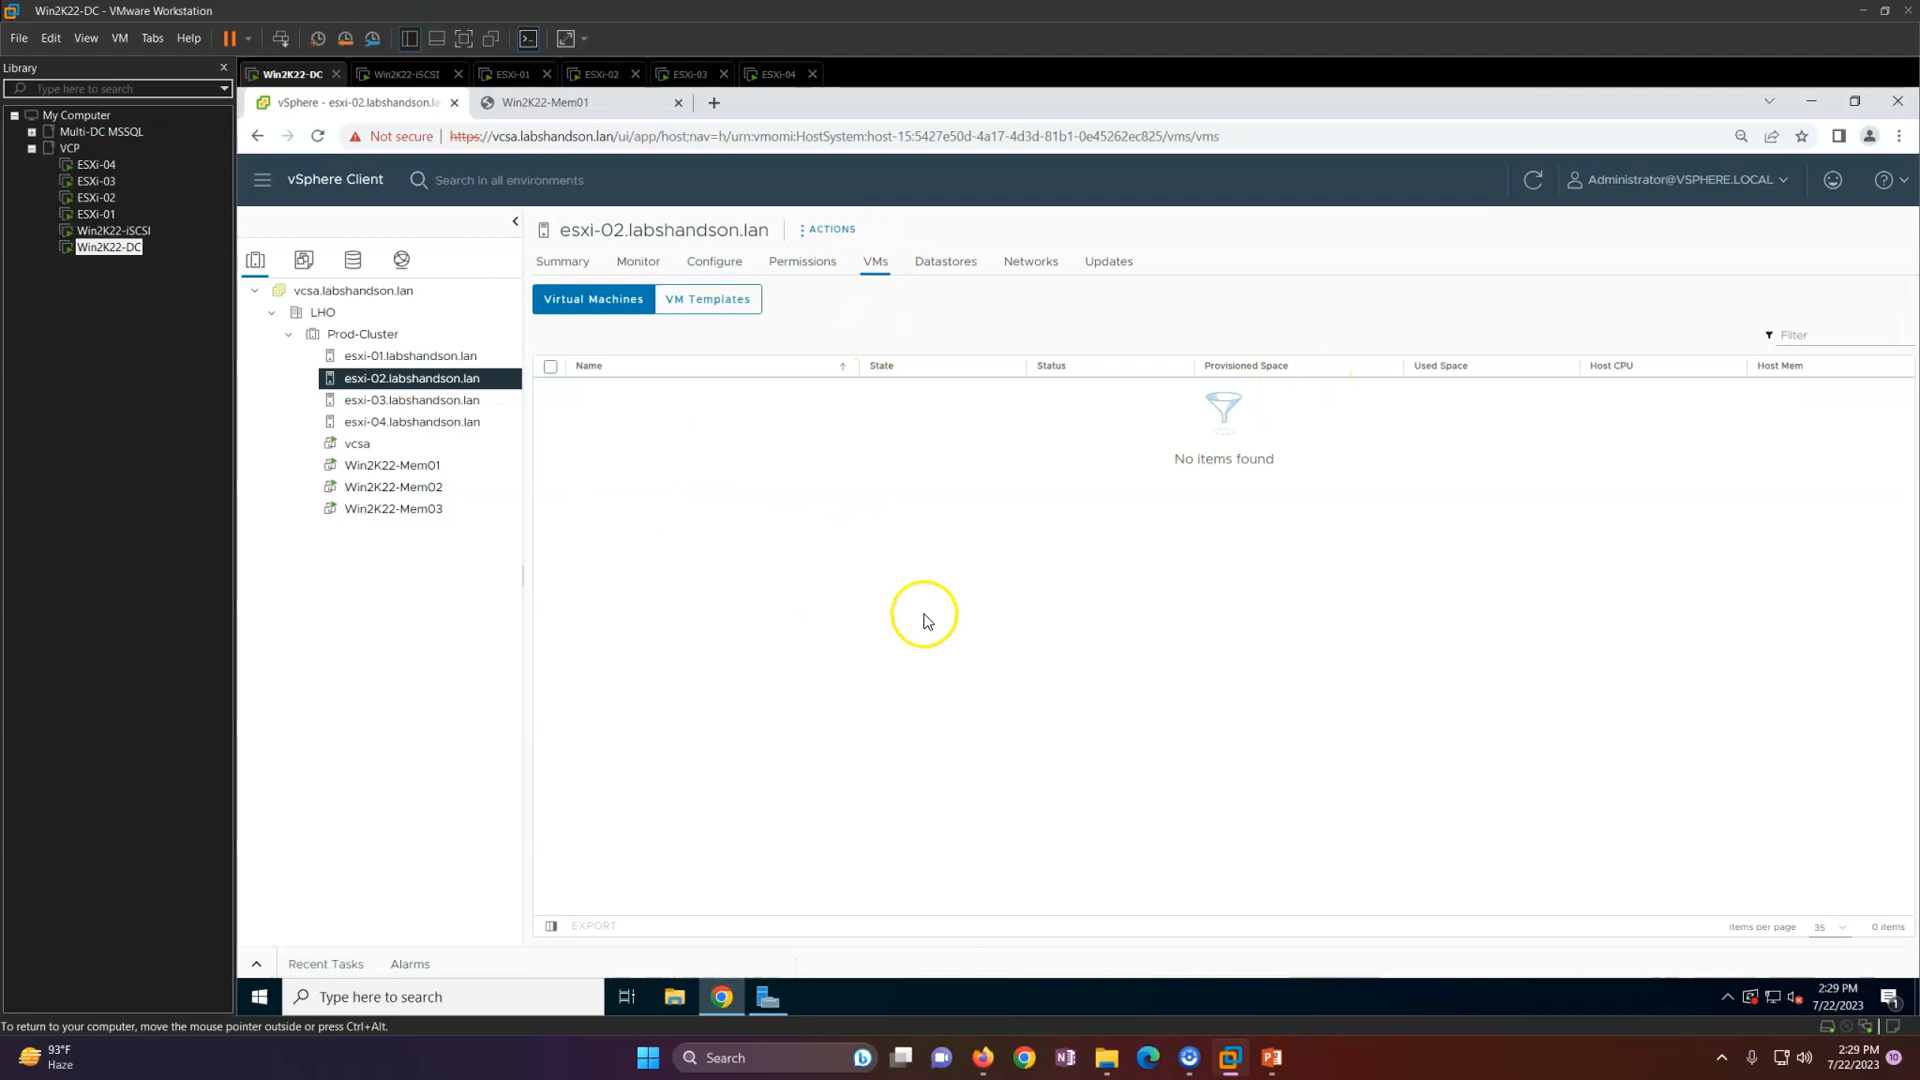 Win2K22-DC - VMware Workstation
File Edit View VM Tabs Help
Library
Win2K22-DC Win2K22-iSCSI ESXi-01 ESXi-02 ESXi-03 ESXi-04
Type here to search
My Computer
Multi-DC MSSQL
VCP
ESXi-04
ESXi-03
ESXi-02
ESXi-01
Win2K22-iSCSI
Win2K22-DC
vSphere - esxi-02.labshandson.la Win2K22-Mem01
Not secure https://vcsa.labshandson.lan/ui/app/host;nav=h/urn:vmomi:HostSystem:host-15:5427e50d-4a17-4d3d-81b1-0e45262ec825/vms/vms
vSphere Client Search in all environments Administrator@VSPHERE.LOCAL
esxi-02.labshandson.lan ACTIONS
Summary Monitor Configure Permissions VMs Datastores Networks Updates
vcsa.labshandson.lan
LHO
Prod-Cluster
esxi-01.labshandson.lan
esxi-02.labshandson.lan
esxi-03.labshandson.lan
esxi-04.labshandson.lan
vcsa
Win2K22-Mem01
Win2K22-Mem02
Win2K22-Mem03
Virtual Machines VM Templates
Filter
Name State Status Provisioned Space Used Space Host CPU Host Mem
No items found
EXPORT Items per page 35 0 items
Recent Tasks Alarms
Type here to search
2:29 PM
7/22/2023
1
To return to your computer, move the mouse pointer outside or press Ctrl+Alt.
93°F
Haze
Search
2:29 PM
7/22/2023
10